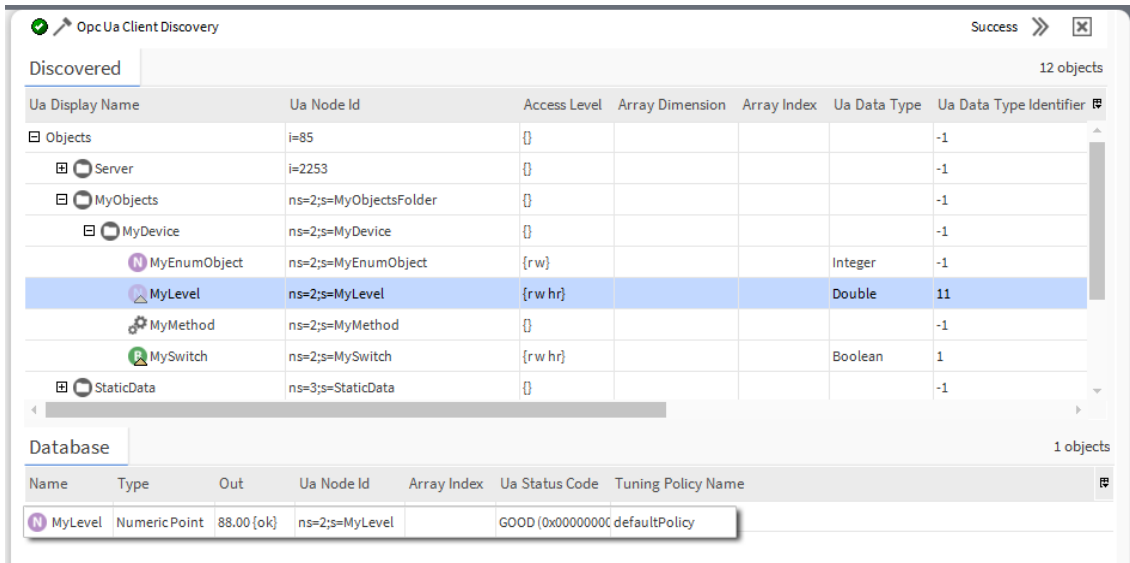 Opc Ua Client Discovery Success
Discovered 12 objects
Ua Display Name Ua Node Id Access Level Array Dimension Array Index Ua Data Type Ua Data Type Identifier
Objects i=85 {} -1
Server i=2253 {} -1
MyObjects ns=2;s=MyObjectsFolder {} -1
MyDevice ns=2;s=MyDevice {} -1
N MyEnumObject ns=2;s=MyEnumObject {rw} Integer -1
N MyLevel ns=2;s=MyLevel {rw hr} Double 11
MyMethod ns=2;s=MyMethod {} -1
B MySwitch ns=2;s=MySwitch {rw hr} Boolean 1
StaticData ns=3;s=StaticData {} -1
Database 1 objects
Name Type Out Ua Node Id Array Index Ua Status Code Tuning Policy Name
N MyLevel Numeric Point 88.00 {ok} ns=2;s=MyLevel GOOD (0x00000000 defaultPolicy